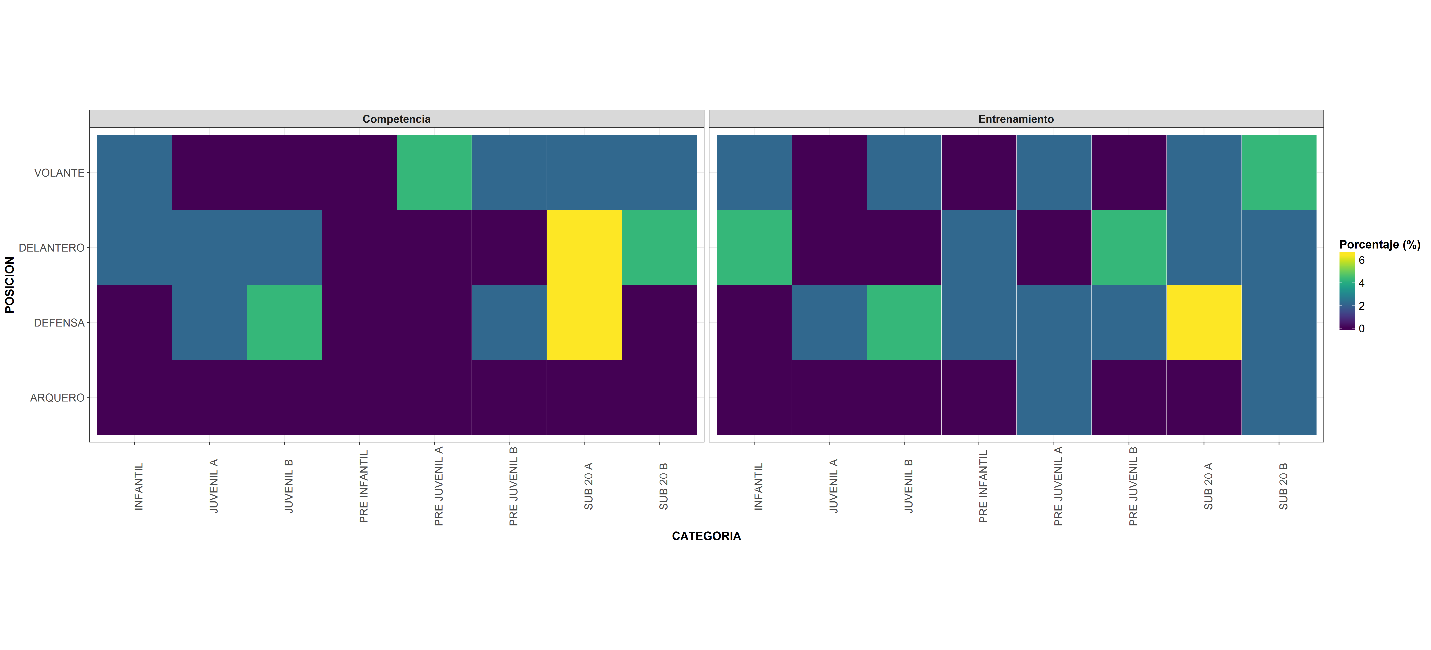 Competencia
Entrenamiento
VOLANTE
DELANTERO
DEFENSA
ARQUERO
POSICION
INFANTIL
JUVENIL A
JUVENIL B
PRE INFANTIL
PRE JUVENIL A
PRE JUVENIL B
SUB 20 A
SUB 20 B
INFANTIL
JUVENIL A
JUVENIL B
PRE INFANTIL
PRE JUVENIL A
PRE JUVENIL B
SUB 20 A
SUB 20 B
CATEGORIA
Porcentaje (%)
6
4
2
0